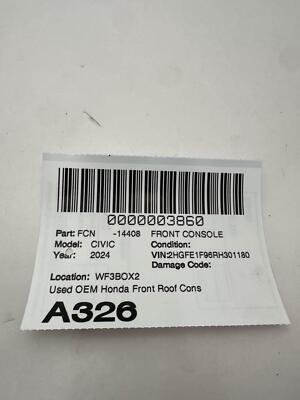 0000003860
Part: FCN -14408 FRONT CONSOLE
Model: CIVIC Condition:
Year: 2024 VIN:2HGFE1F96RH301180
Damage Code:
Location: WF3BOX2
Used OEM Honda Front Roof Cons
A326